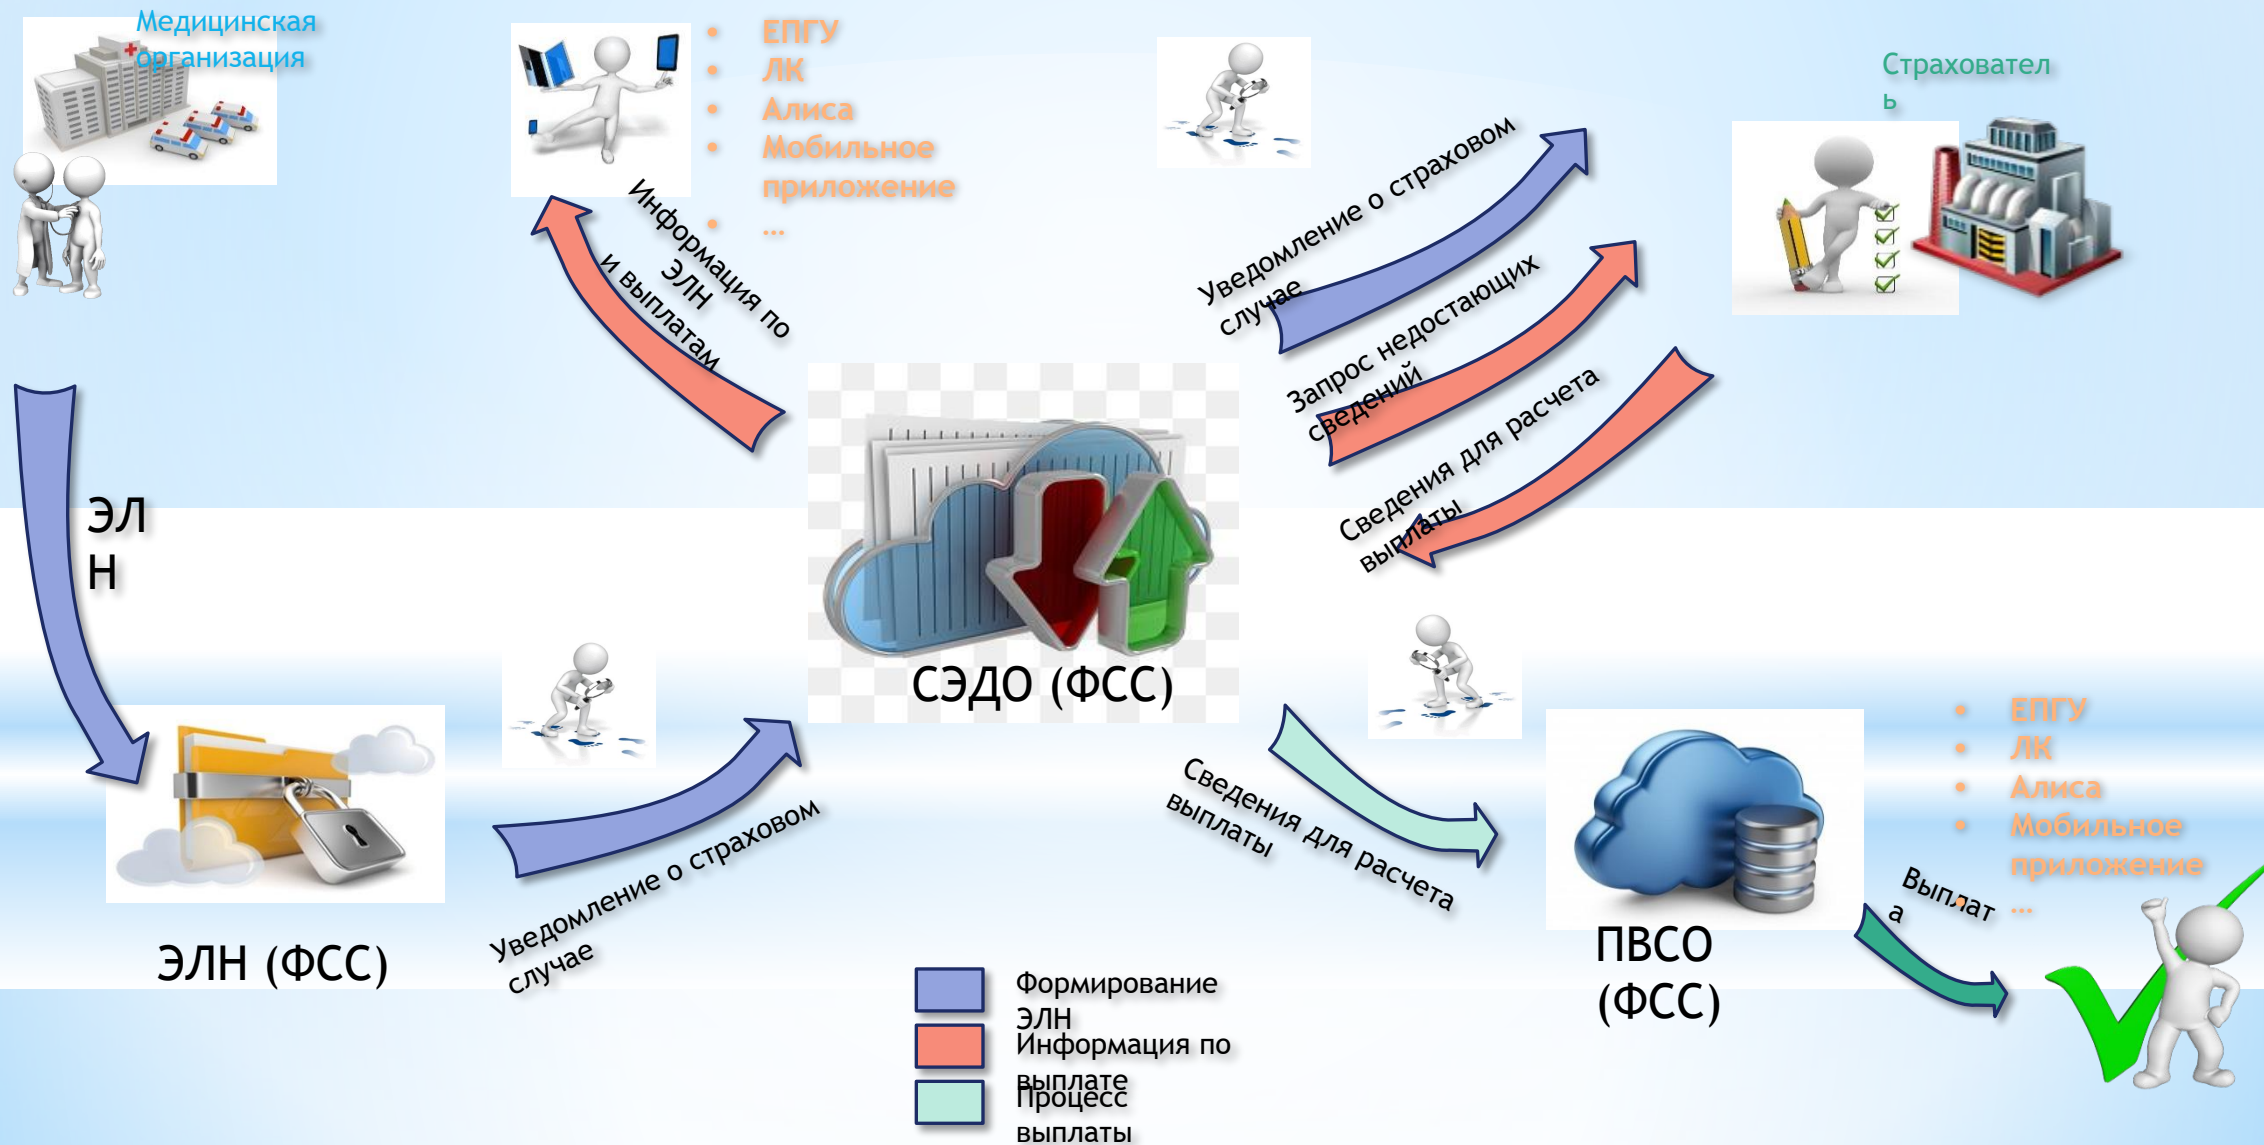 Медицинская
организация
• ЕПГУ
• ЛК
• Алиса
• Мобильное
приложение
• ...
Страховател
ь
Информация по
ЭЛН
и выплатам
Уведомление о страховом
случае
Запрос недостающих
сведений
Сведения для расчета
выплаты
ЭЛ
Н
СЭДО (ФСС)
ЭЛН (ФСС)
Уведомление о страховом
случае
Сведения для расчета
выплаты
ПВСО
(ФСС)
• ЕПГУ
• ЛК
• Алиса
• Мобильное
приложение
• ...
Выплат
а
Формирование
ЭЛН
Информация по
выплате
Процесс
выплаты